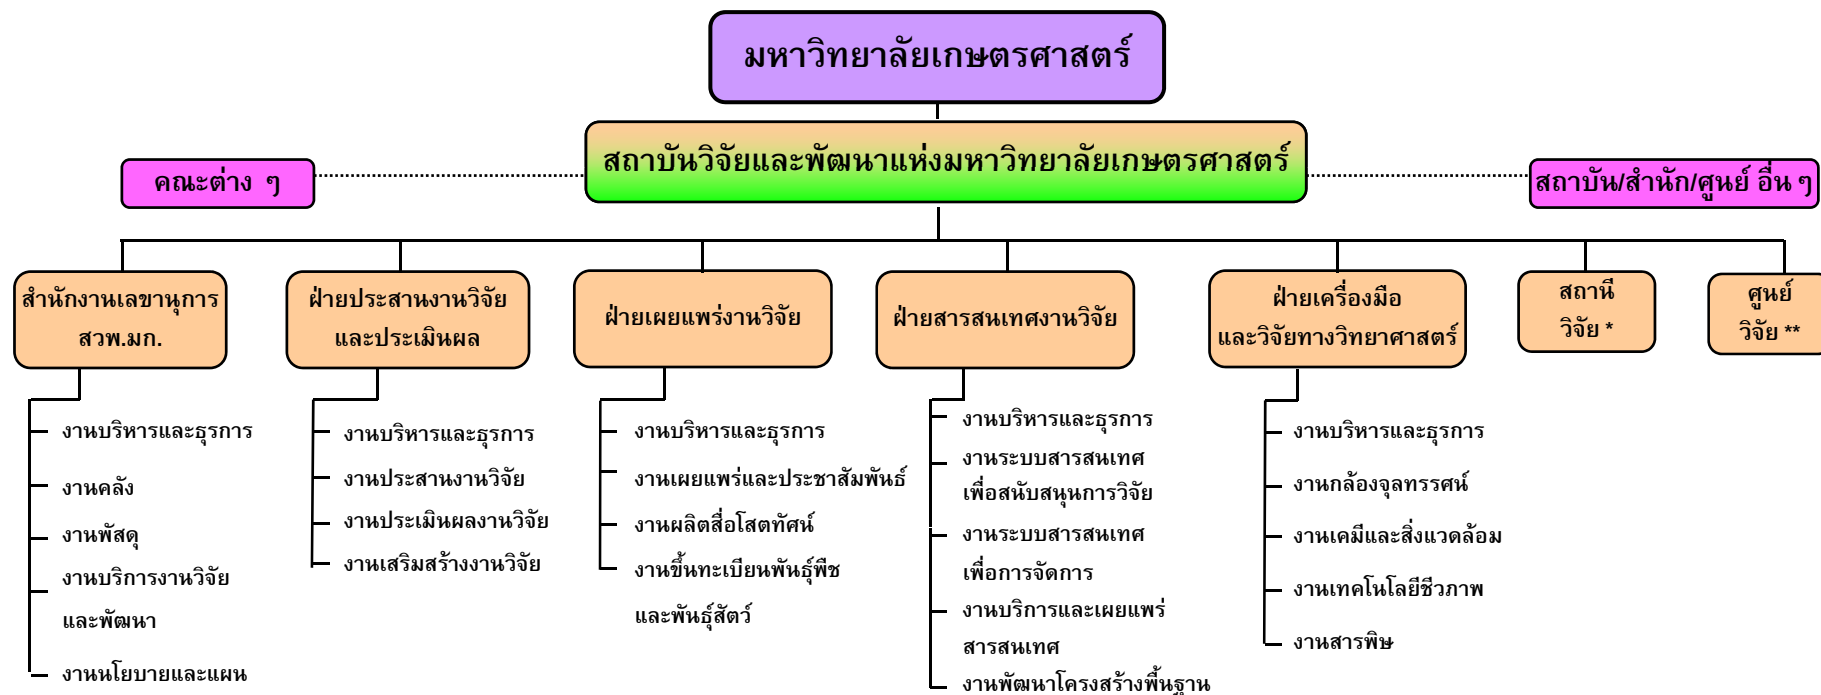 มหาวิทยาลัยเกษตรศาสตร์
สถาบันวิจัยและพัฒนาแห่งมหาวิทยาลัยเกษตรศาสตร์
คณะต่าง ๆ
สถาบัน/สำนัก/ศูนย์ อื่น ๆ
สำนักงานเลขานุการ
สวพ.มก.
งานบริหารและธุรการ
งานคลัง
งานพัสดุ
งานบริการงานวิจัย
และพัฒนา
งานนโยบายและแผน
ฝ่ายประสานงานวิจัย
และประเมินผล
งานบริหารและธุรการ
งานประสานงานวิจัย
งานประเมินผลงานวิจัย
งานเสริมสร้างงานวิจัย
ฝ่ายเผยแพร่งานวิจัย
งานบริหารและธุรการ
งานเผยแพร่และประชาสัมพันธ์
งานผลิตสื่อโสตทัศน์
งานขึ้นทะเบียนพันธุ์พืช
และพันธุ์สัตว์
ฝ่ายสารสนเทศงานวิจัย
งานบริหารและธุรการ
งานระบบสารสนเทศ
เพื่อสนับสนุนการวิจัย
งานระบบสารสนเทศ
เพื่อการจัดการ
งานบริการและเผยแพร่
สารสนเทศ
งานพัฒนาโครงสร้างพื้นฐาน
ฝ่ายเครื่องมือ
และวิจัยทางวิทยาศาสตร์
งานบริหารและธุรการ
งานกล้องจุลทรรศน์
งานเคมีและสิ่งแวดล้อม
งานเทคโนโลยีชีวภาพ
งานสารพิษ
สถานี
วิจัย *
ศูนย์
วิจัย **